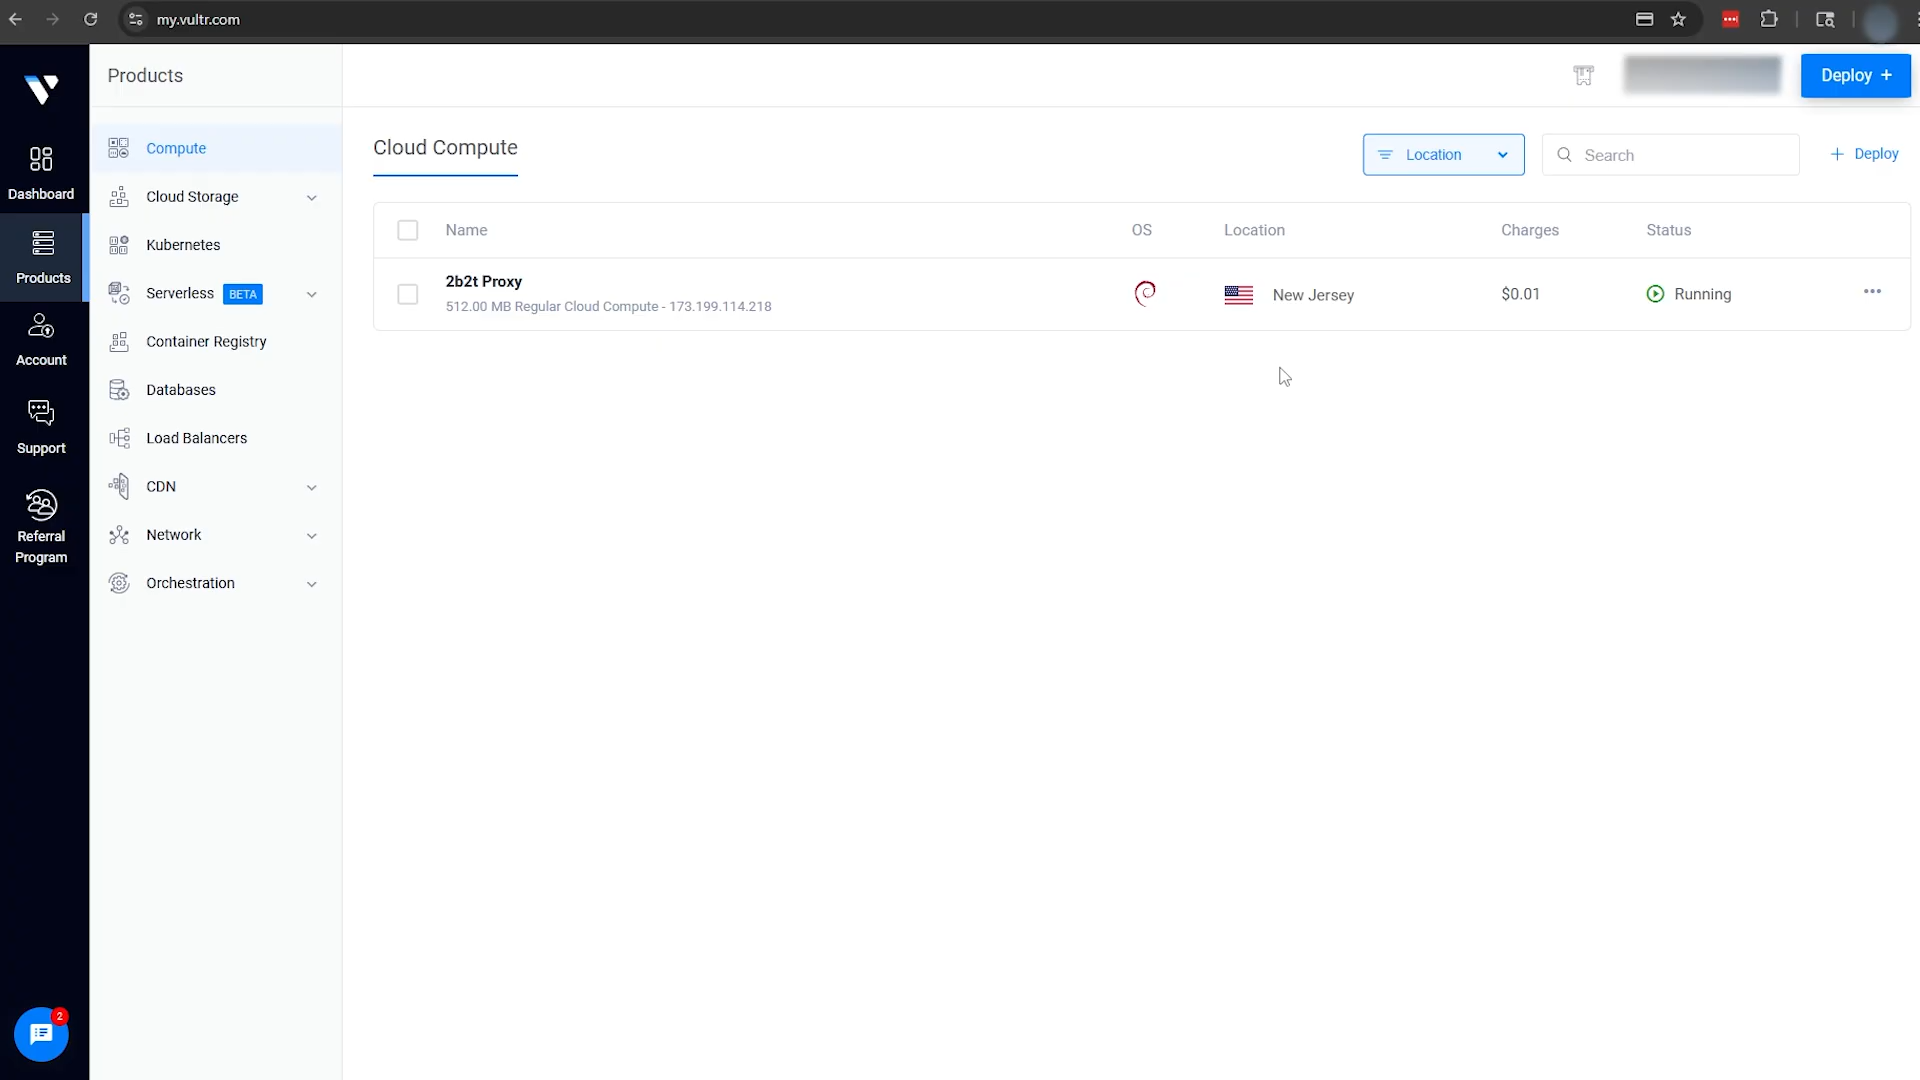 my.vultr.com
Products
Deploy +
Dashboard
Products
Account
Support
Referral
Program
2
Compute
Cloud Storage
Kubernetes
Serverless BETA
Container Registry
Databases
Load Balancers
CDN
Network
Orchestration
Cloud Compute
Location
Search
+ Deploy
Name OS Location Charges Status
2b2t Proxy
512.00 MB Regular Cloud Compute - 173.199.114.218
New Jersey $0.01 Running